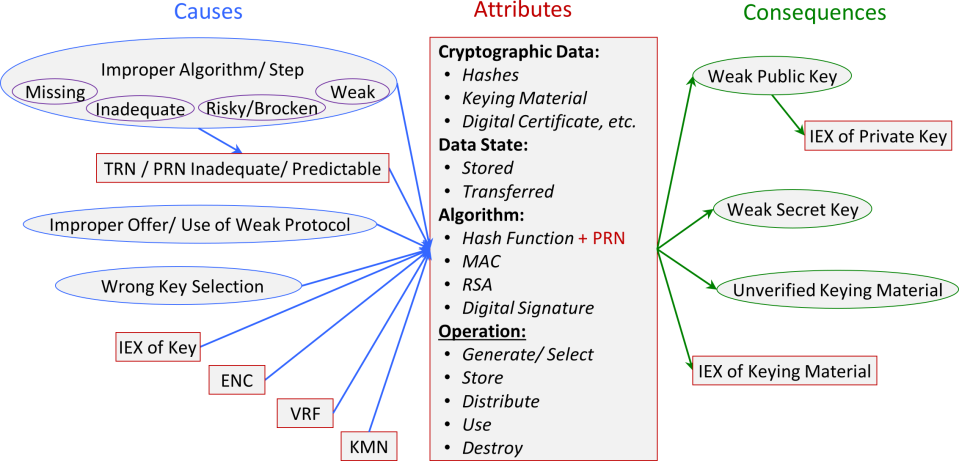 Causes
Attributes
Consequences
Improper Algorithm/ Step
Missing
Inadequate
Risky/Brocken
Weak
TRN / PRN Inadequate/ Predictable
Improper Offer/ Use of Weak Protocol
Wrong Key Selection
IEX of Key
ENC
VRF
KMN
Cryptographic Data:
• Hashes
• Keying Material
• Digital Certificate, etc.
Data State:
• Stored
• Transferred
Algorithm:
• Hash Function + PRN
• MAC
• RSA
• Digital Signature
Operation:
• Generate/ Select
• Store
• Distribute
• Use
• Destroy
Weak Public Key
IEX of Private Key
Weak Secret Key
Unverified Keying Material
IEX of Keying Material